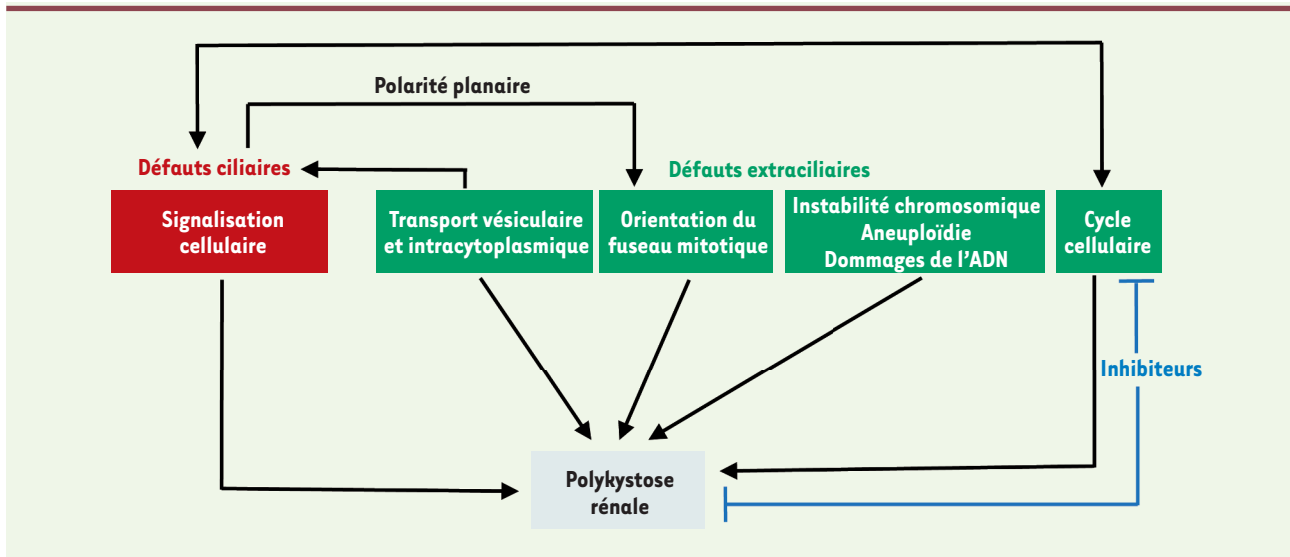 Polarité planaire
Défauts ciliaires
Défauts extraciliaires
Signalisation
cellulaire
Transport vésiculaire
et intracytoplasmique
Orientation du
fuseau mitotique
Instabilité chromosomique
Aneuploïdie
Dommages de l’ADN
Cycle
cellulaire
Inhibiteurs
Polykystose
rénale